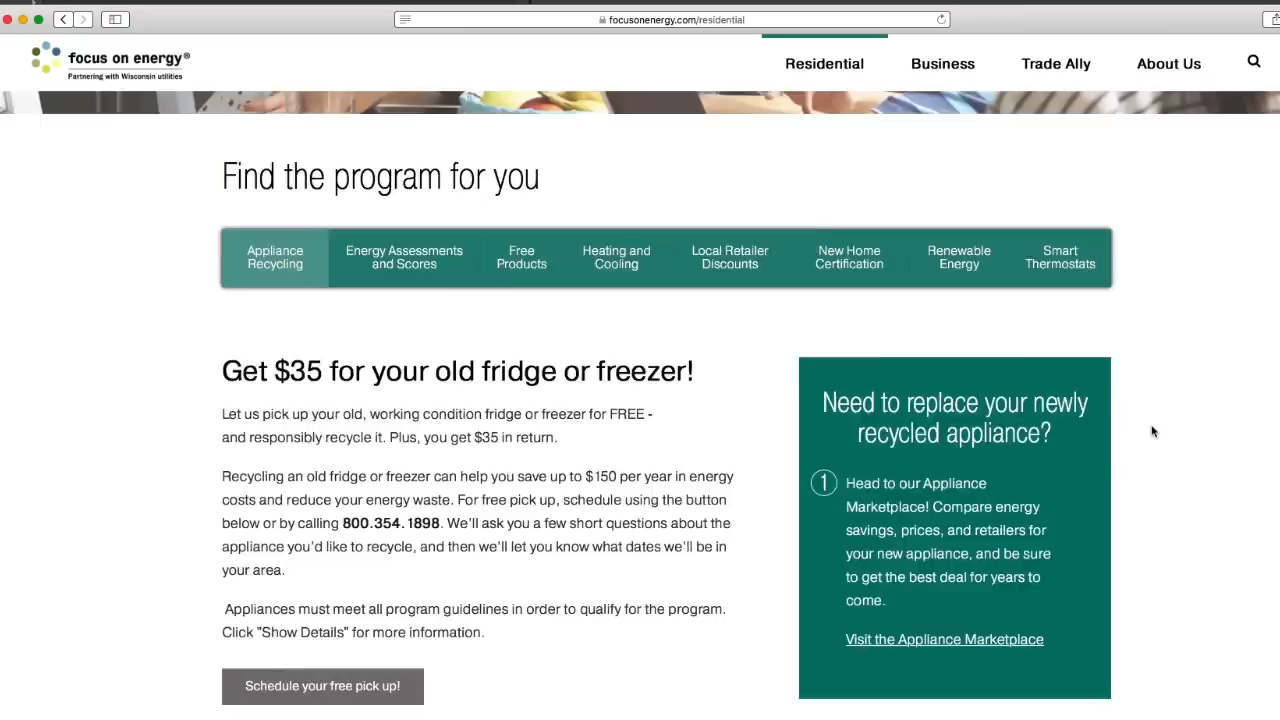 focusonenergy.com/residential
focus on energy®
Partnering with Wisconsin utilities
Residential
Business
Trade Ally
About Us
Find the program for you
Appliance
Recycling
Energy Assessments
and Scores
Free
Products
Heating and
Cooling
Local Retailer
Discounts
New Home
Certification
Renewable
Energy
Smart
Thermostats
Get $35 for your old fridge or freezer!
Let us pick up your old, working condition fridge or freezer for FREE -
and responsibly recycle it. Plus, you get $35 in return.
Recycling an old fridge or freezer can help you save up to $150 per year in energy
costs and reduce your energy waste. For free pick up, schedule using the button
below or by calling 800.354.1898. We'll ask you a few short questions about the
appliance you'd like to recycle, and then we'll let you know what dates we'll be in
your area.
Appliances must meet all program guidelines in order to qualify for the program.
Click "Show Details" for more information.
Schedule your free pick up!
Need to replace your newly
recycled appliance?
1 Head to our Appliance
Marketplace! Compare energy
savings, prices, and retailers for
your new appliance, and be sure
to get the best deal for years to
come.
Visit the Appliance Marketplace